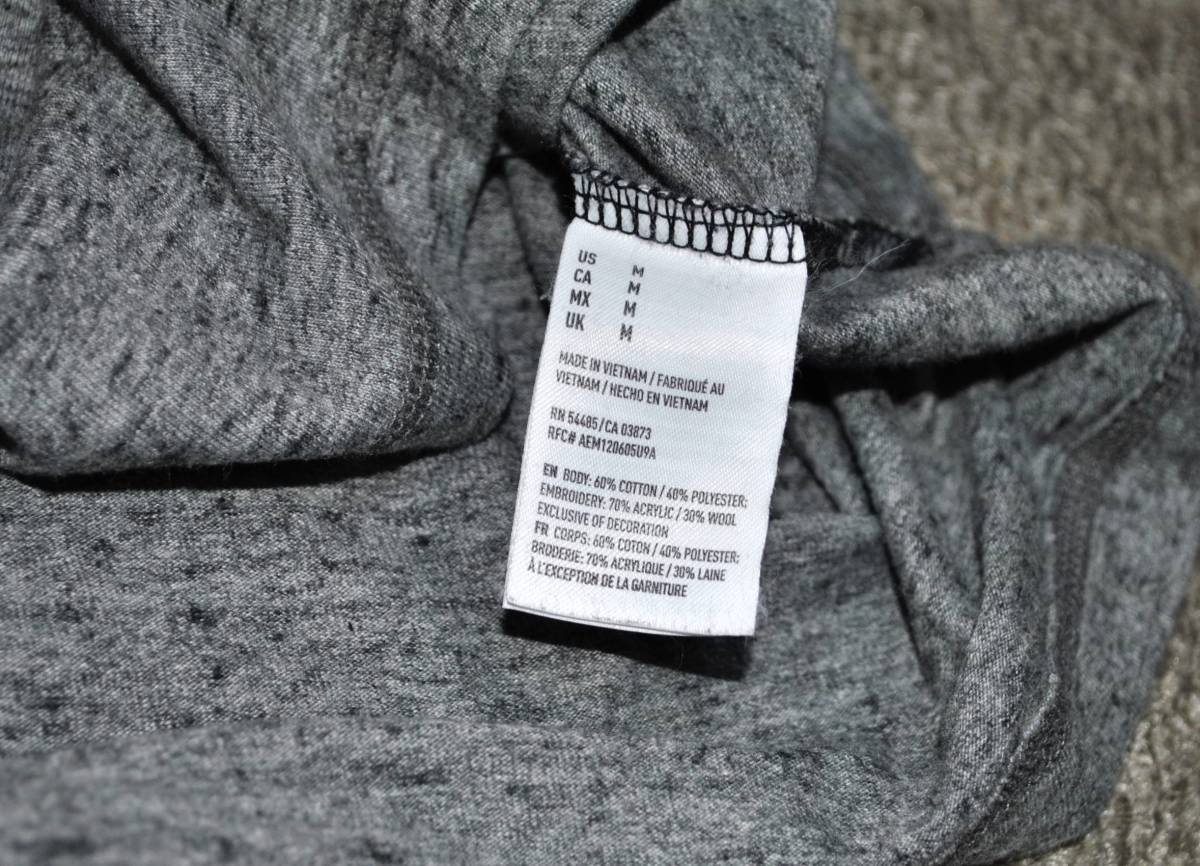 US M
CA M
MX M
UK M
MADE IN VIETNAM / FABRIQUÉ AU
VIETNAM / HECHO EN VIETNAM
RN 54485/CA 03873
RFC# AEM120605U9A
EN BODY: 60% COTTON / 40% POLYESTER;
EMBROIDERY: 70% ACRYLIC / 30% WOOL
EXCLUSIVE OF DECORATION
FR CORPS: 60% COTON / 40% POLYESTER;
BRODERIE: 70% ACRYLIQUE / 30% LAINE
À L'EXCEPTION DE LA GARNITURE